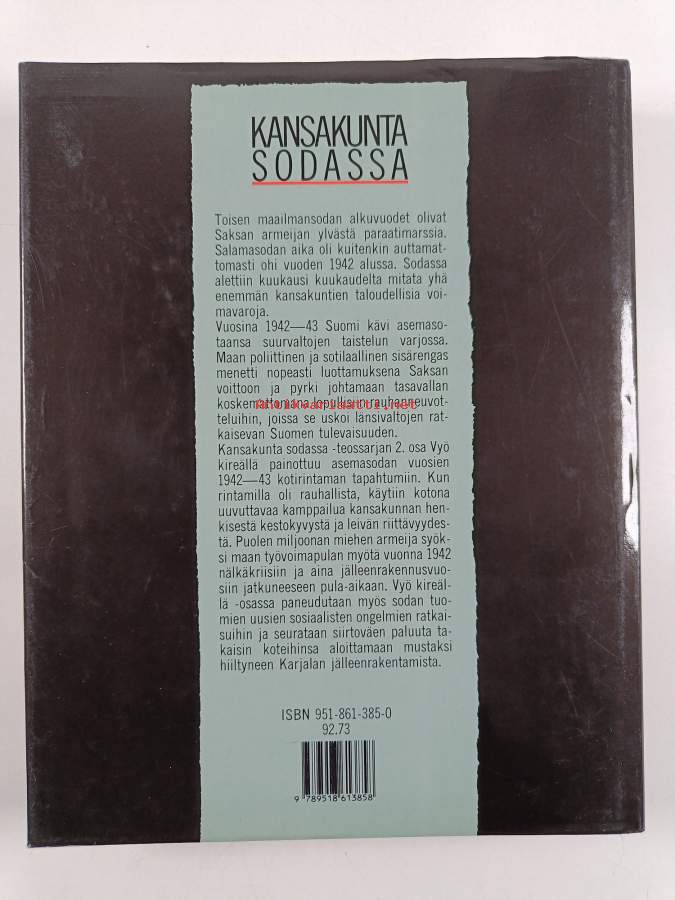 KANSAKUNTA
SODASSA
Toisen maailmansodan alkuvuodet olivat
Saksan armeijan ylvästä paraatimarssia.
Salamasodan aika oli kuitenkin auttamat-
tomasti ohi vuoden 1942 alussa. Sodassa
alettiin kuukausi kuukaudelta mitata yhä
enemmän kansakuntien taloudellisia voi-
mavaroja.
Vuosina 1942—43 Suomi kävi asemaso-
taansa suurvaltojen taistelun varjossa.
Maan poliittinen ja sotilaallinen sisärengas
menetti nopeasti luottamuksena Saksan
voittoon ja pyrki johtamaan tasavallan
koskemattomana lopullisiin rauhanneuvot-
Antikvariaatti.net
teluihin, joissa se uskoi länsivaltojen rat-
kaisevan Suomen tulevaisuuden.
Kansakunta sodassa -teossarjan 2. osa Vyö
kireällä painottuu asemasodan vuosien
1942—43 kotirintaman tapahtumiin. Kun
rintamilla oli rauhallista, käytiin kotona
uuvuttavaa kamppailua kansakunnan hen-
kisestä kestokyvystä ja leivän riittävyydes-
tä. Puolen miljoonan miehen armeija syök-
si maan työvoimapulan myötä vuonna 1942
nälkäkriisiin ja aina jälleenrakennusvuo-
siin jatkuneeseen pula-aikaan. Vyö kireäl-
lä -osassa paneudutaan myös sodan tuo-
mien uusien sosiaalisten ongelmien ratkai-
suihin ja seurataan siirtoväen paluuta ta-
kaisin koteihinsa aloittamaan mustaksi
hiiltyneen Karjalan jälleenrakentamista.
ISBN 951-861-385-0
92.73
9 789518 613858